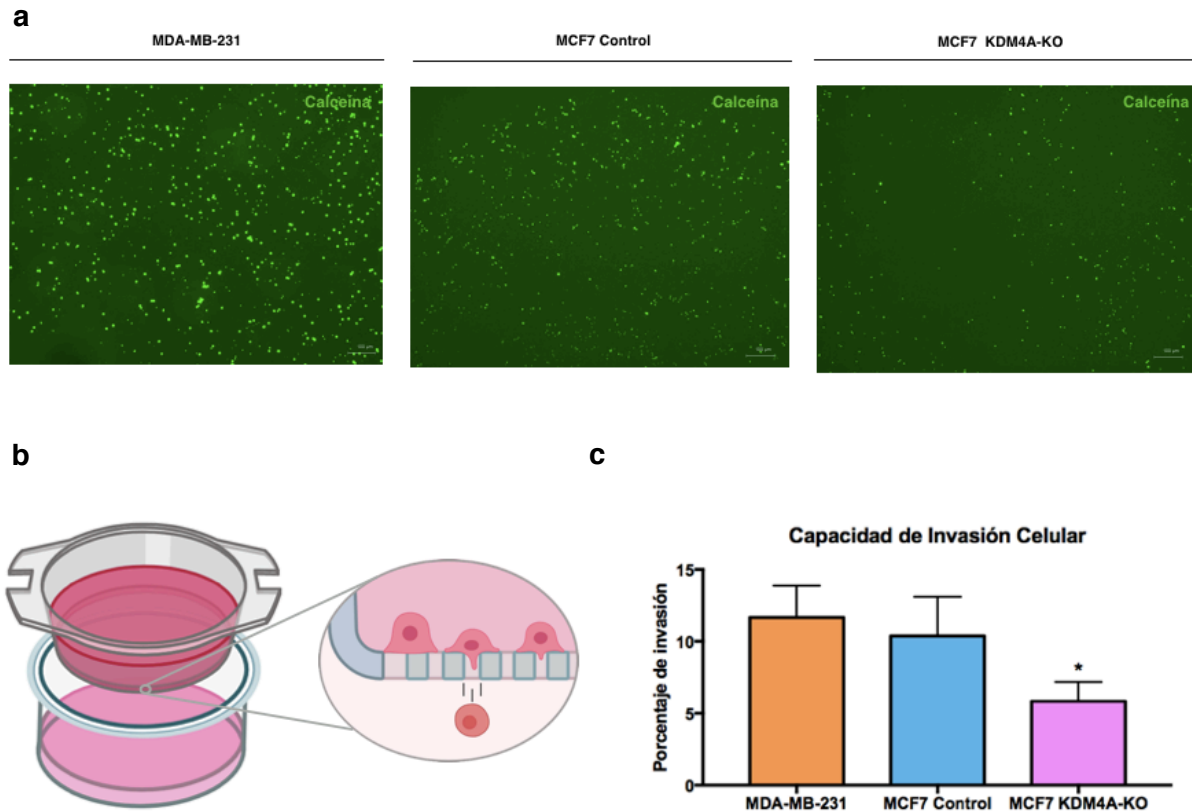 a
MDA-MB-231
MCF7 Control
MCF7 KDM4A-KO
Calceína
Calceína
Calceína
b
c
Capacidad de Invasión Celular
Porcentaje de invasión
15
10
5
0
*
MDA-MB-231
MCF7 Control
MCF7 KDM4A-KO